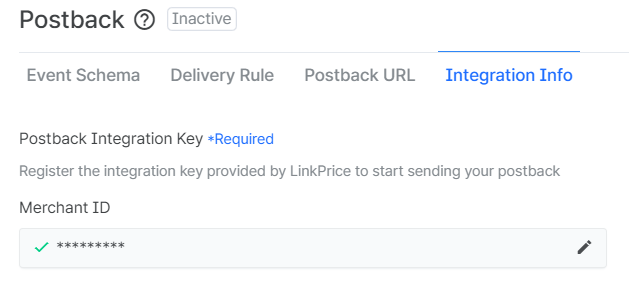 Postback ? Inactive
Event Schema Delivery Rule Postback URL Integration Info
Postback Integration Key *Required
Register the integration key provided by LinkPrice to start sending your postback
Merchant ID
*********